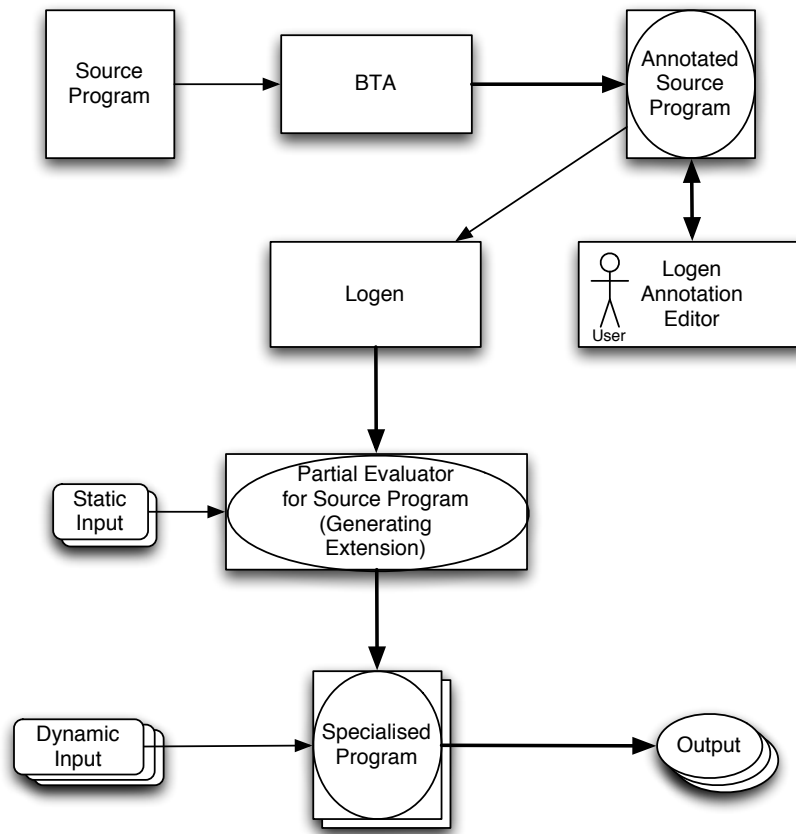 Source
Program
BTA
Annotated
Source
Program
Logen
User
Logen
Annotation
Editor
Static
Input
Partial Evaluator
for Source Program
(Generating
Extension)
Dynamic
Input
Specialised
Program
Output